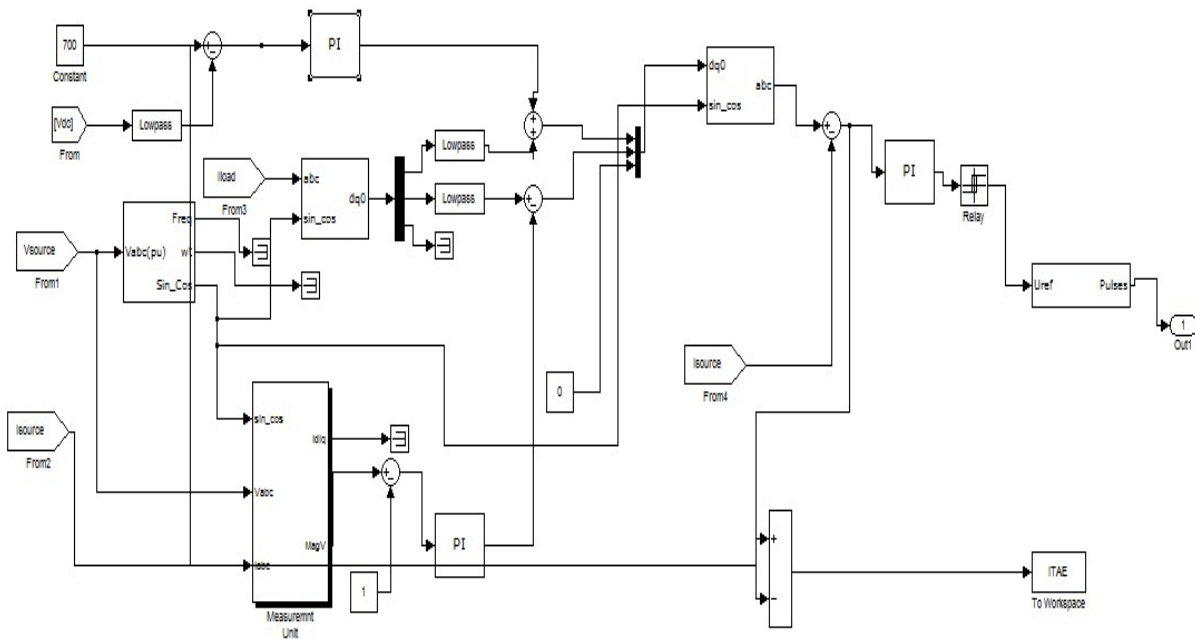 700
Constant
PI
[Vdc]
From
Lowpass
Iload
From3
abc
sin_cos
dq0
Lowpass
Lowpass
dq0
sin_cos
abc
PI
Relay
Vsource
From1
Vabc(pu)
Freq
wt
Sin_Cos
Uref
Pulses
1
Out1
0
Isource
From4
Isource
From2
sin_cos
Vabc
Iabc
IdIq
MagV
Measuremnt
Unit
1
PI
ITAE
To Workspace